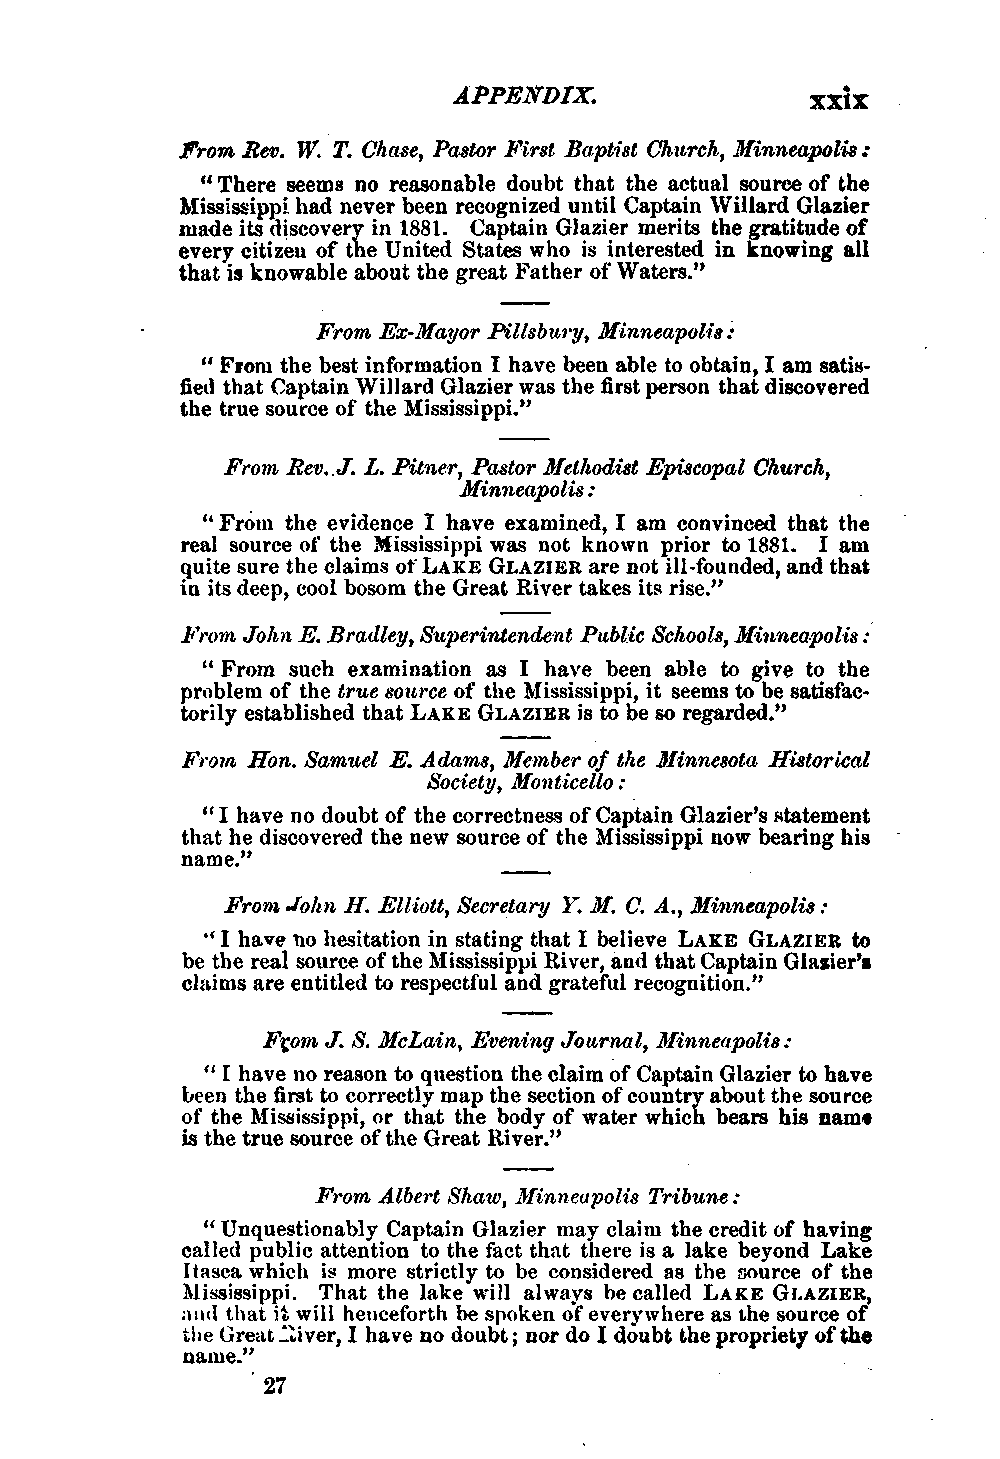 APPENDIX. xxix
From Rev. W. T. Chase, Pastor First Baptist Church, Minneapolis:
"There seems no reasonable doubt that the actual source of the
Mississippi had never been recognized until Captain Willard Glazier
made its discovery in 1881. Captain Glazier merits the gratitude of
every citizen of the United States who is interested in knowing all
that is knowable about the great Father of Waters."
From Ex-Mayor Pillsbury, Minneapolis:
"From the best information I have been able to obtain, I am satis-
fied that Captain Willard Glazier was the first person that discovered
the true source of the Mississippi."
From Rev. J. L. Pitner, Pastor Methodist Episcopal Church,
Minneapolis:
"From the evidence I have examined, I am convinced that the
real source of the Mississippi was not known prior to 1881. I am
quite sure the claims of LAKE GLAZIER are not ill-founded, and that
in its deep, cool bosom the Great River takes its rise."
From John E. Bradley, Superintendent Public Schools, Minneapolis:
"From such examination as I have been able to give to the
problem of the true source of the Mississippi, it seems to be satisfac-
torily established that LAKE GLAZIER is to be so regarded."
From Hon. Samuel E. Adams, Member of the Minnesota Historical
Society, Monticello:
"I have no doubt of the correctness of Captain Glazier's statement
that he discovered the new source of the Mississippi now bearing his
name."
From John H. Elliott, Secretary Y. M. C. A., Minneapolis:
"I have no hesitation in stating that I believe LAKE GLAZIER to
be the real source of the Mississippi River, and that Captain Glazier's
claims are entitled to respectful and grateful recognition."
From J. S. McLain, Evening Journal, Minneapolis:
"I have no reason to question the claim of Captain Glazier to have
been the first to correctly map the section of country about the source
of the Mississippi, or that the body of water which bears his name
is the true source of the Great River."
From Albert Shaw, Minneapolis Tribune:
"Unquestionably Captain Glazier may claim the credit of having
called public attention to the fact that there is a lake beyond Lake
Itasca which is more strictly to be considered as the source of the
Mississippi. That the lake will always be called LAKE GLAZIER,
and that it will henceforth be spoken of everywhere as the source of
the Great River, I have no doubt; nor do I doubt the propriety of the
name."
27